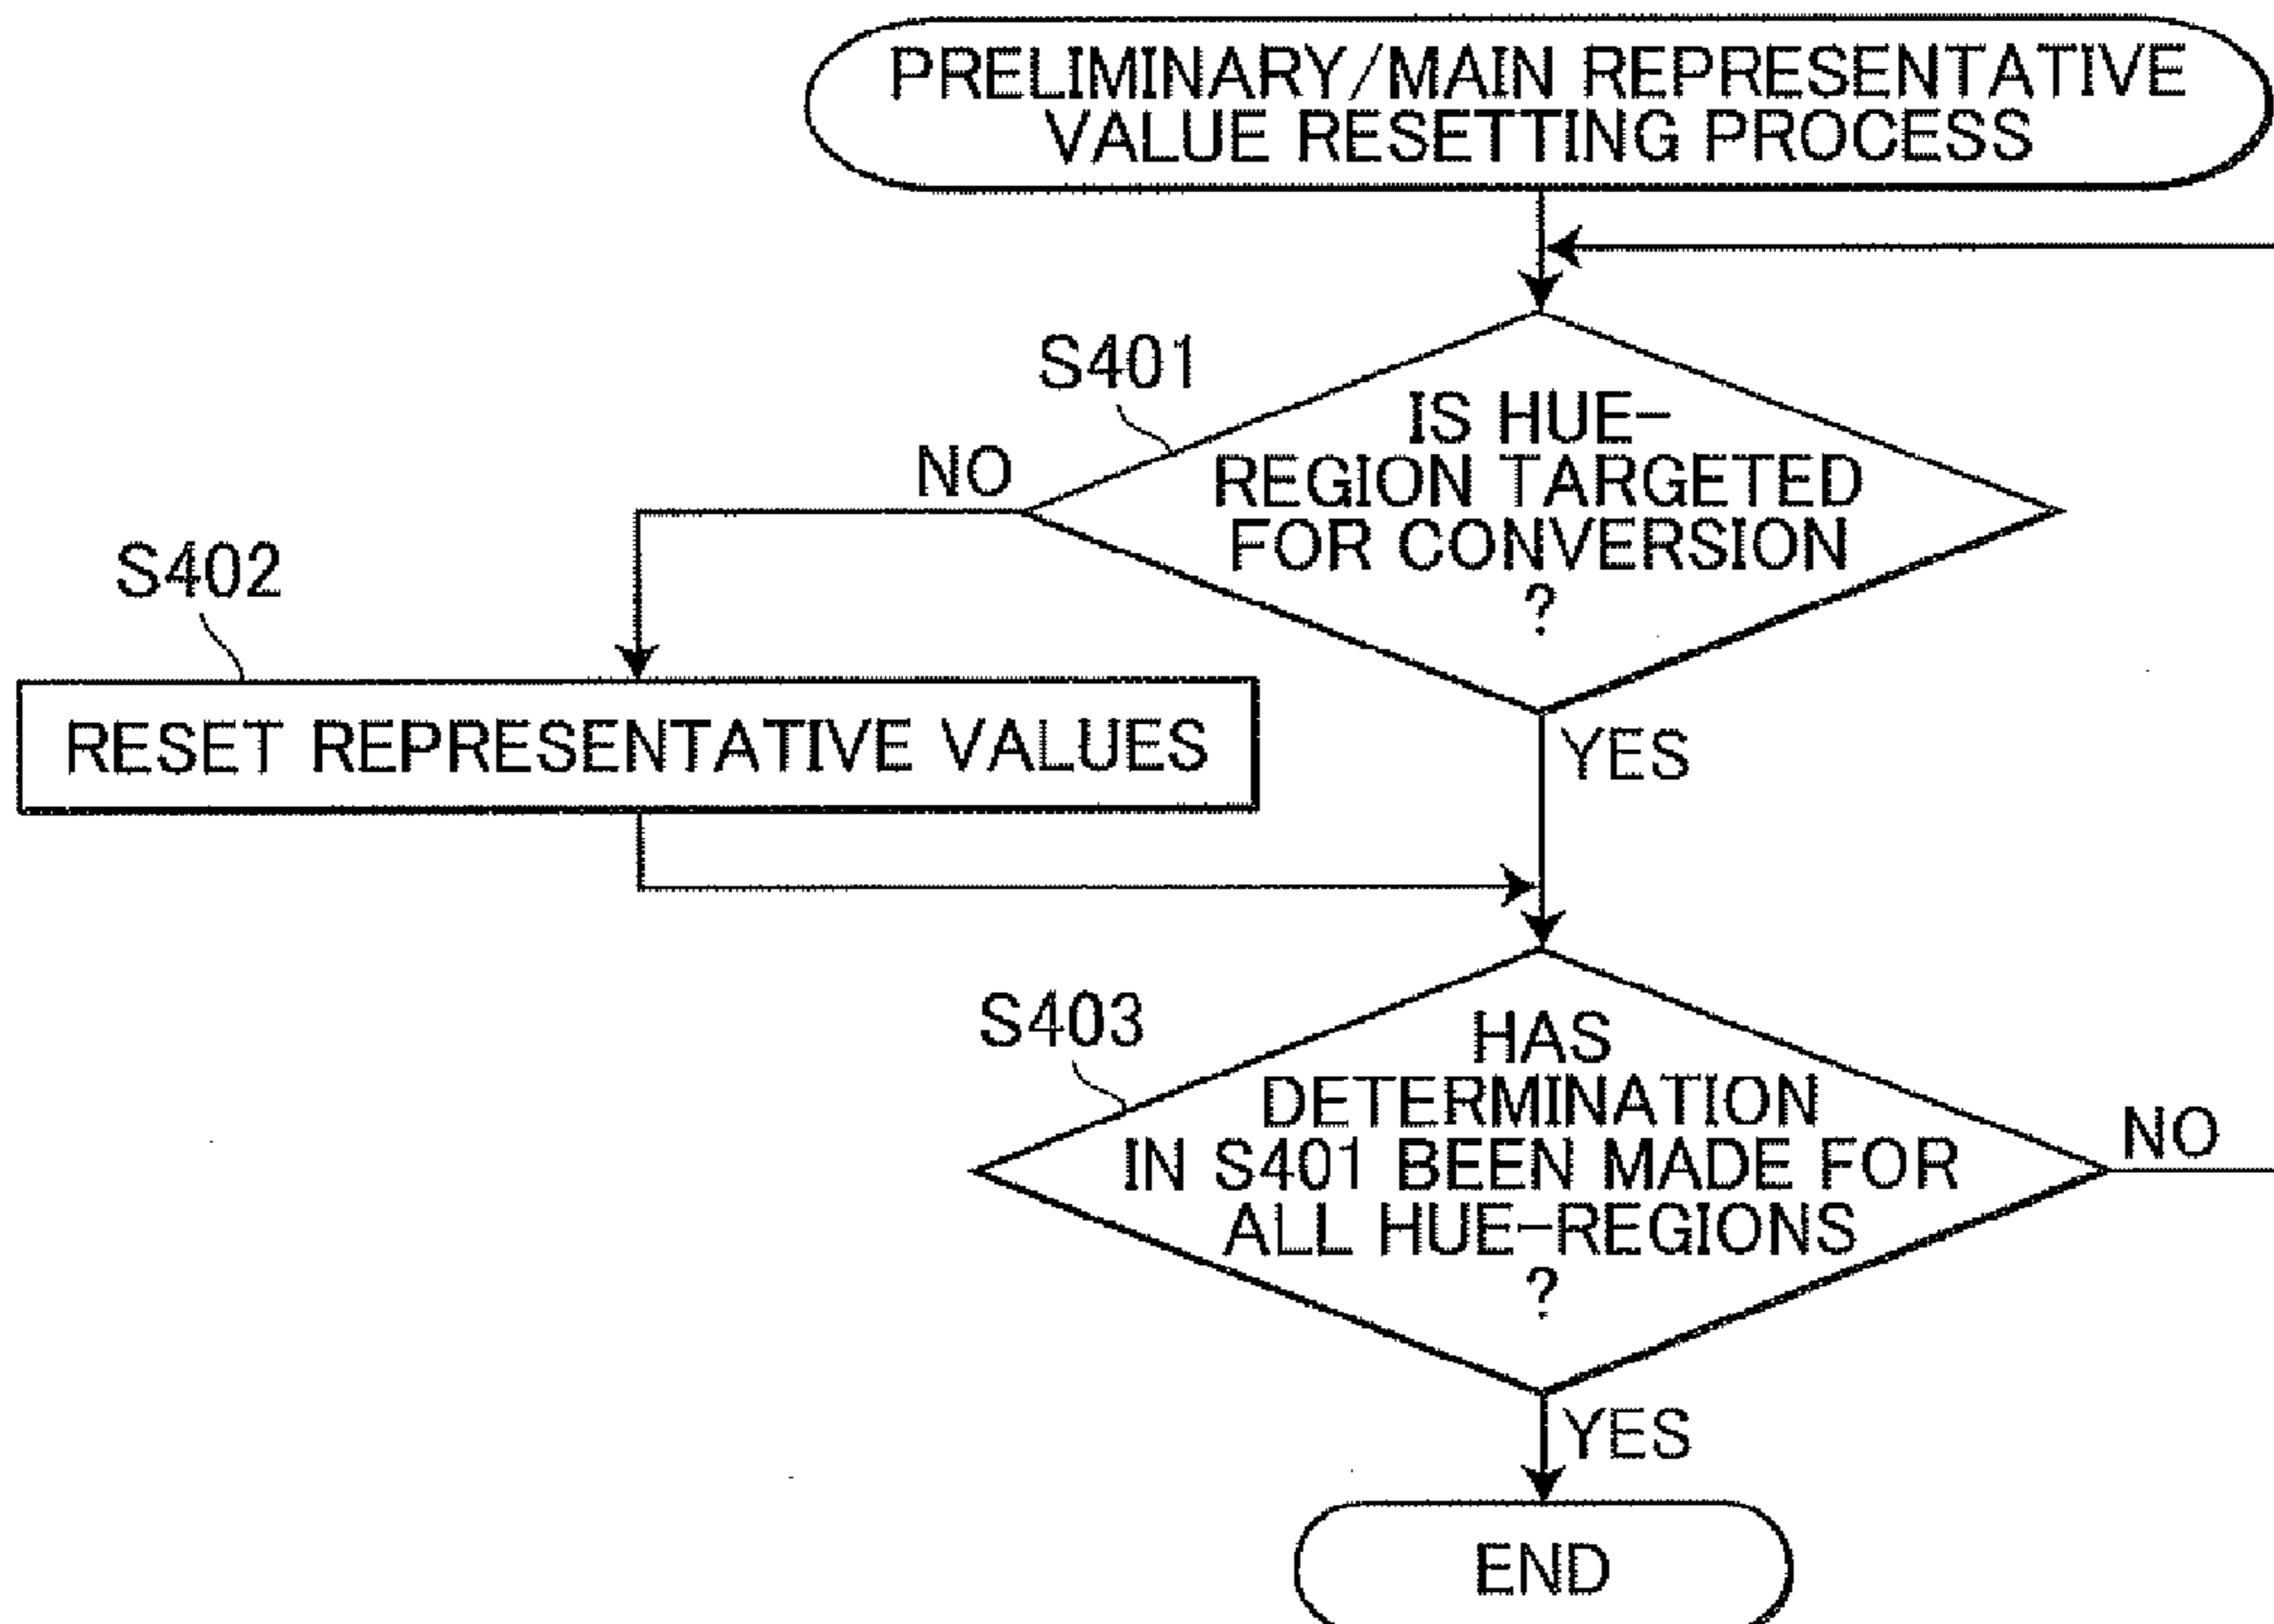 PRELIMINARY/MAIN REPRESENTATIVE
VALUE RESETTING PROCESS
S401
IS HUE-
REGION TARGETED
FOR CONVERSION
?
NO
S402
RESET REPRESENTATIVE VALUES
YES
S403
HAS
DETERMINATION
IN S401 BEEN MADE FOR
ALL HUE-REGIONS
?
NO
YES
END